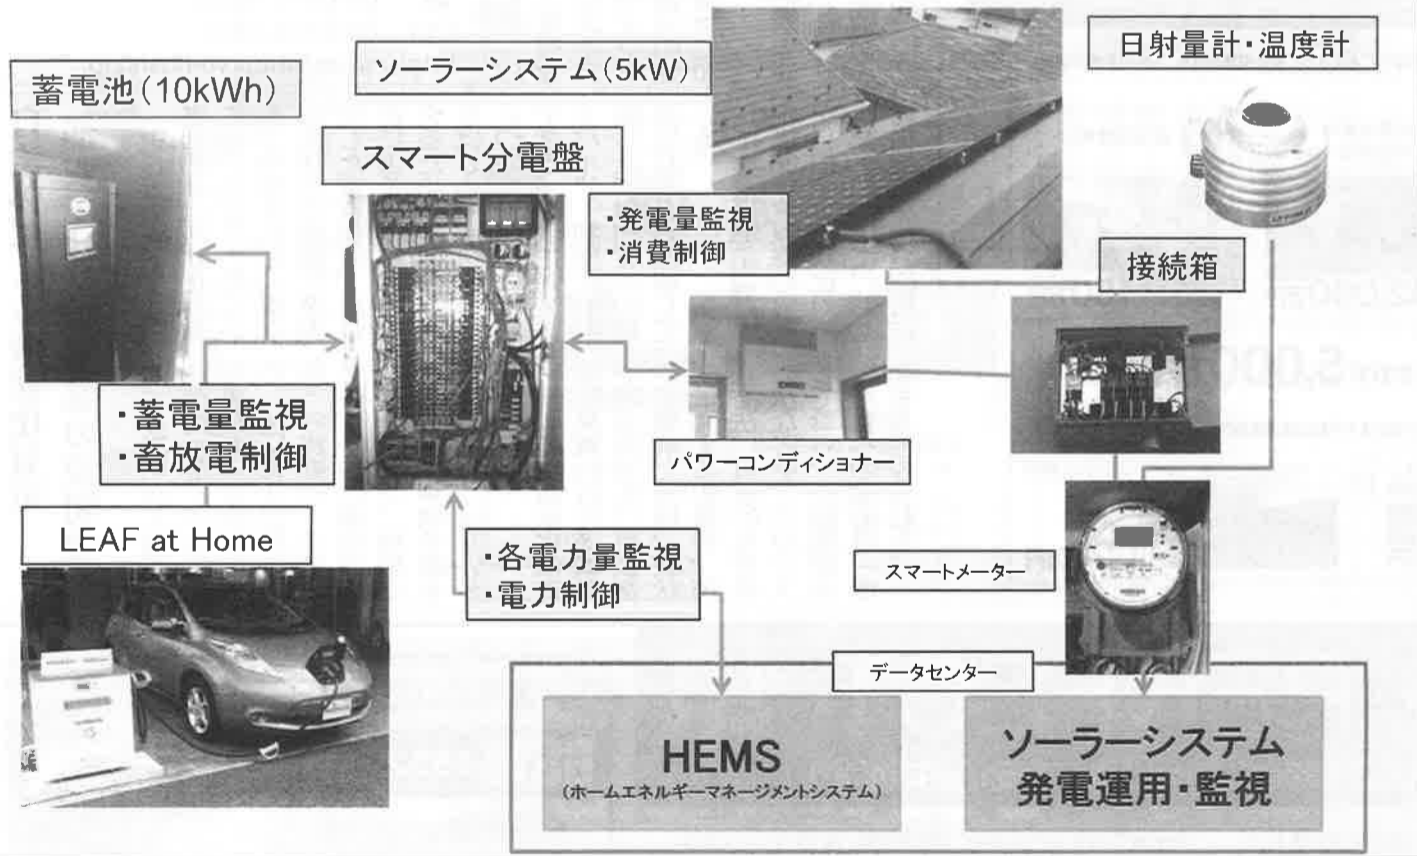 ソーラーシステム(5kW)
日射量計・温度計
蓄電池(10kWh)
スマート分電盤
・発電量監視
・消費制御
接続箱
・蓄電量監視
・畜放電制御
パワーコンディショナー
LEAF at Home
・各電力量監視
・電力制御
スマートメーター
データセンター
HEMS
(ホームエネルギーマネージメントシステム)
ソーラーシステム
発電運用・監視